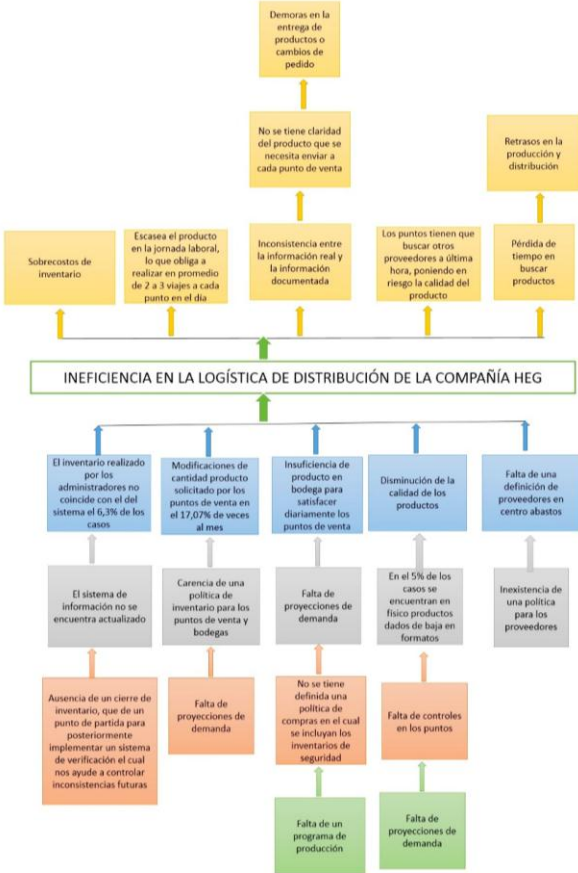 Demoras en la
entrega de
productos o
cambios de
pedido
No se tiene claridad
del producto que se
necesita enviar a
cada punto de venta
Retrasos en la
producción y
distribución
Sobrecostos de
inventario
Escasea el producto
en la jornada laboral,
lo que obliga a
realizar en promedio
de 2 a 3 viajes a cada
punto en el día
Inconsistencia entre
la información real y
la información
documentada
Los puntos tienen que
buscar otros
proveedores a última
hora, poniendo en
riesgo la calidad del
producto
Pérdida de
tiempo en
buscar
productos
INEFICIENCIA EN LA LOGÍSTICA DE DISTRIBUCIÓN DE LA COMPAÑÍA HEG
El inventario realizado
por los
administradores no
coincide con el del
sistema el 6,3% de los
casos
Modificaciones de
cantidad producto
solicitado por los
puntos de venta en
el 17,07% de veces
al mes
Insuficiencia de
producto en
bodega para
satisfacer
diariamente los
puntos de venta
Disminución de la
calidad de los
productos
Falta de una
definición de
proveedores en
centro abastos
El sistema de
información no se
encuentra actualizado
Carencia de una
política de
inventario para los
puntos de venta y
bodegas
Falta de
proyecciones de
demanda
En el 5% de los
casos se
encuentran en
físico productos
dados de baja en
formatos
Inexistencia de
una política
para los
proveedores
Ausencia de un cierre de
inventario, que de un
punto de partida para
posteriormente
implementar un sistema
de verificación el cual
nos ayude a controlar
inconsistencias futuras
Falta de
proyecciones de
demanda
No se tiene
definida una
política de
compras en el cual
se incluyan los
inventarios de
seguridad
Falta de controles
en los puntos
Falta de un
programa de
producción
Falta de
proyecciones de
demanda